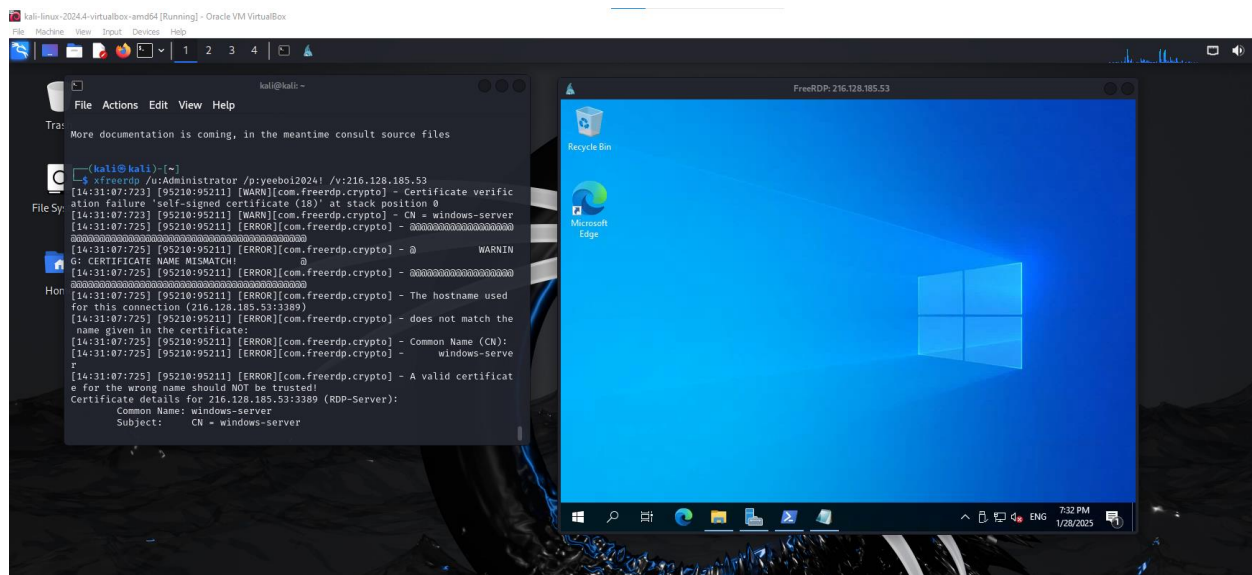 kali-linux-2024.4-virtualbox-amd64 [Running] - Oracle VM VirtualBox
File Machine View Input Devices Help
1 2 3 4
kali@kali: ~
File Actions Edit View Help
More documentation is coming, in the meantime consult source files
┌──(kali㉿kali)-[~]
└─$ xfreerdp /u:Administrator /p:yeeboi2024! /v:216.128.185.53
[14:31:07:723] [95210:95211] [WARN][com.freerdp.crypto] - Certificate verific
ation failure 'self-signed certificate (18)' at stack position 0
[14:31:07:723] [95210:95211] [WARN][com.freerdp.crypto] - CN = windows-server
[14:31:07:725] [95210:95211] [ERROR][com.freerdp.crypto] - @@@@@@@@@@@@@@@@@@
@@@@@@@@@@@@@@@@@@@@@@@@@@@@@@@@@@@@@@@@@
[14:31:07:725] [95210:95211] [ERROR][com.freerdp.crypto] - @ WARNIN
G: CERTIFICATE NAME MISMATCH! @
[14:31:07:725] [95210:95211] [ERROR][com.freerdp.crypto] - @@@@@@@@@@@@@@@@@@
@@@@@@@@@@@@@@@@@@@@@@@@@@@@@@@@@@@@@@@@@
[14:31:07:725] [95210:95211] [ERROR][com.freerdp.crypto] - The hostname used
for this connection (216.128.185.53:3389)
[14:31:07:725] [95210:95211] [ERROR][com.freerdp.crypto] - does not match the
name given in the certificate:
[14:31:07:725] [95210:95211] [ERROR][com.freerdp.crypto] - Common Name (CN):
[14:31:07:725] [95210:95211] [ERROR][com.freerdp.crypto] - windows-serve
r
[14:31:07:725] [95210:95211] [ERROR][com.freerdp.crypto] - A valid certificat
e for the wrong name should NOT be trusted!
Certificate details for 216.128.185.53:3389 (RDP-Server):
Common Name: windows-server
Subject: CN = windows-server
Tras
File Sys
Hon
FreeRDP: 216.128.185.53
Recycle Bin
Microsoft
Edge
ENG
7:32 PM
1/28/2025
1